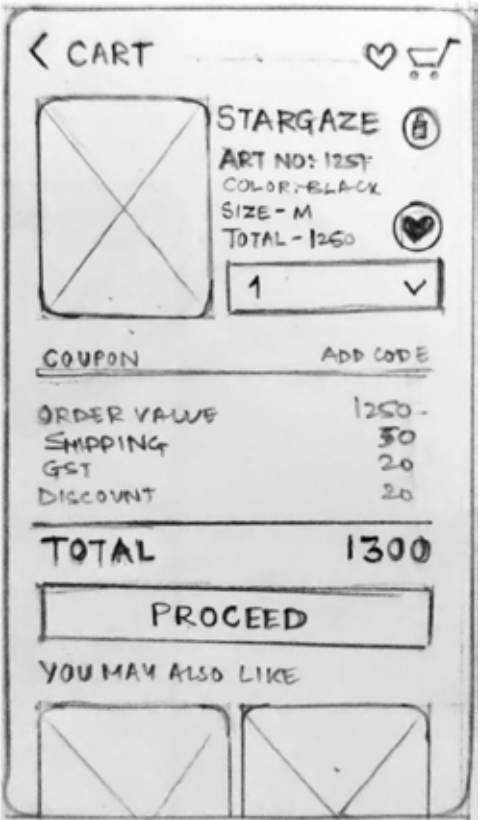 < CART
STARGAZE
ART NO: 1257
COLOR: BLACK
SIZE - M
TOTAL - 1250
1
COUPON ADD CODE
ORDER VALUE 1250
SHIPPING 50
GST 20
DISCOUNT 20
TOTAL 1300
PROCEED
YOU MAY ALSO LIKE